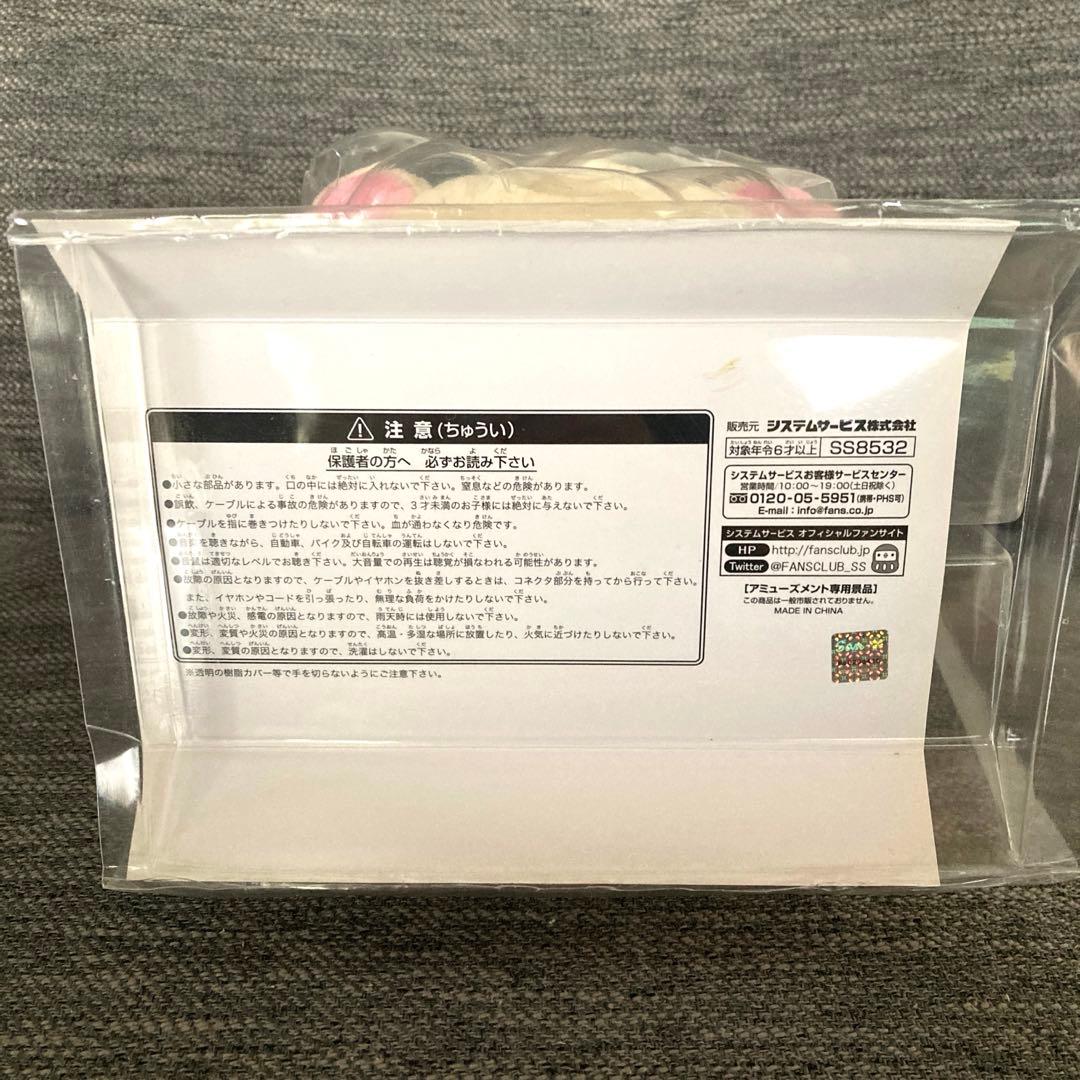 ⚠ 注意(ちゅうい)
保護者の方へ 必ずお読み下さい
●小さな部品があります。口の中には絶対に入れないで下さい。窒息などの危険があります。
●誤飲、ケーブルによる事故の危険がありますので、3才未満のお子様には絶対に与えないで下さい。
●ケーブルを指に巻きつけたりしないで下さい。血が通わなくなり危険です。
●音楽を聴きながら、自動車、バイク及び自転車の運転はしないで下さい。
●音量は適切なレベルでお聴き下さい。大音量での再生は聴覚が損なわれる可能性があります。
●故障の原因となりますので、ケーブルやイヤホンを抜き差しするときは、コネクタ部分を持ってから行って下さい。
また、イヤホンやコードを引っ張ったり、無理な負荷をかけたりしないで下さい。
●故障や火災、感電の原因となりますので、雨天時には使用しないで下さい。
●変形、変質や火災の原因となりますので、高温・多湿な場所に放置したり、火気に近づけたりしないで下さい。
●変形、変質の原因となりますので、洗濯はしないで下さい。
※透明の樹脂カバー等で手を切らないようにご注意下さい。
販売元 システムサービス株式会社
対象年令6才以上 SS8532
システムサービスお客様サービスセンター
営業時間/10:00~19:00(土日祝除く)
0120-05-5951(携帯・PHS可)
E-mail:info@fans.co.jp
システムサービス オフィシャルファンサイト
HP http://fansclub.jp
Twitter @FANSCLUB_SS
【アミューズメント専用景品】
この商品は一般市販されておりません。
MADE IN CHINA